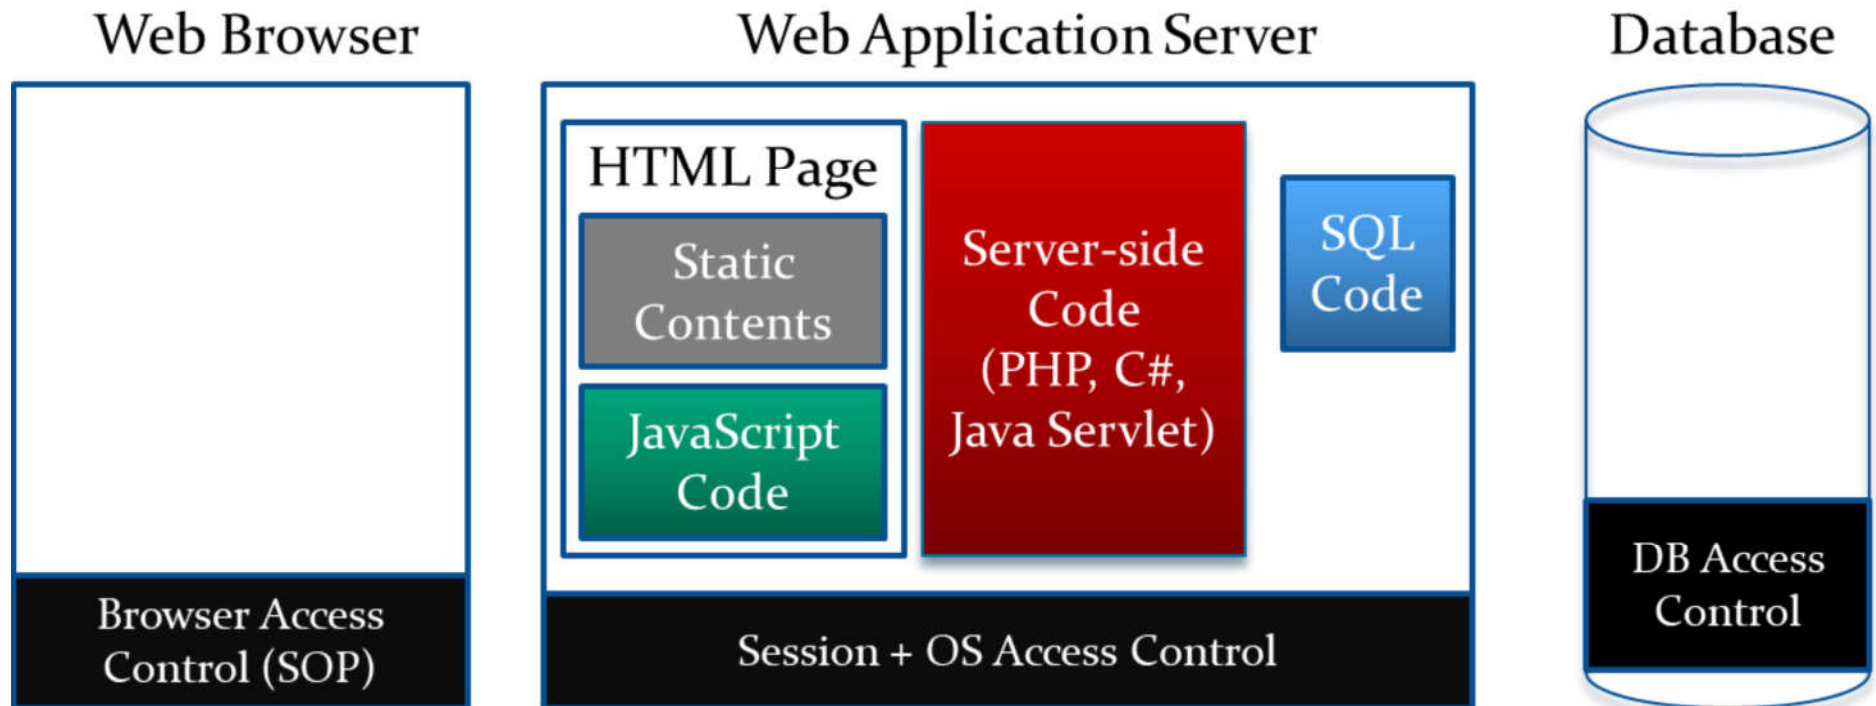 Web Browser
Web Application Server
Database
HTML Page
Static
Contents
JavaScript
Code
Server-side
Code
(PHP, C#,
Java Servlet)
SQL
Code
Browser Access
Control (SOP)
Session + OS Access Control
DB Access
Control